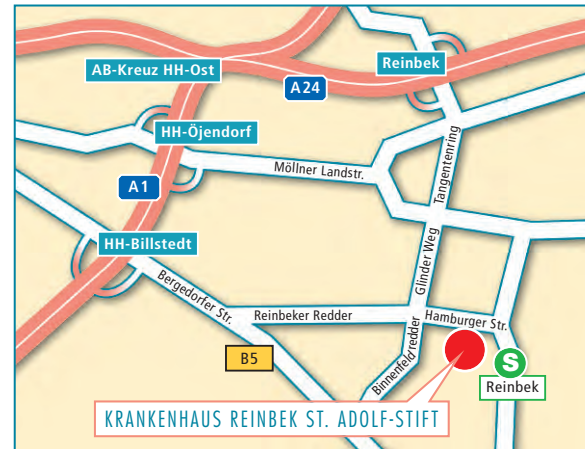 Reinbek
AB-Kreuz HH-Ost
A24
HH-Öjendorf
Möllner Landstr.
Tangentenring
A1
HH-Billstedt
Glinder Weg
Bergedorfer Str.
Reinbeker Redder
Hamburger Str.
B5
Binnenfeldredder
S
Reinbek
KRANKENHAUS REINBEK ST. ADOLF-STIFT